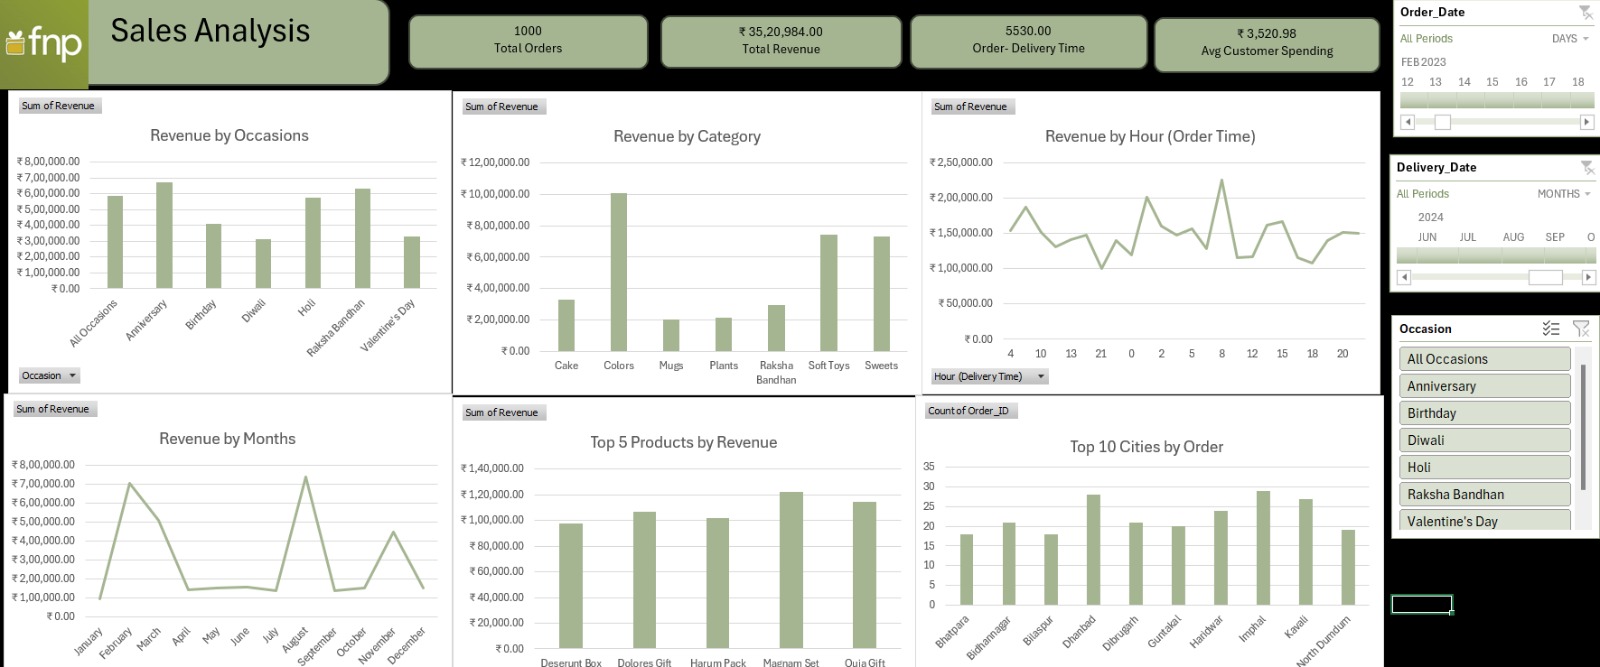 fnp
Sales Analysis
1000
Total Orders
₹ 35,20,984.00
Total Revenue
5530.00
Order- Delivery Time
₹ 3,520.98
Avg Customer Spending
Order_Date
All Periods DAYS
FEB 2023
12 13 14 15 16 17 18
Delivery_Date
All Periods MONTHS
2024
JUN JUL AUG SEP O
Occasion
All Occasions
Anniversary
Birthday
Diwali
Holi
Raksha Bandhan
Valentine's Day
Sum of Revenue
Revenue by Occasions
₹ 8,00,000.00
₹ 7,00,000.00
₹ 6,00,000.00
₹ 5,00,000.00
₹ 4,00,000.00
₹ 3,00,000.00
₹ 2,00,000.00
₹ 1,00,000.00
₹ 0.00
All Occasions Anniversary Birthday Diwali Holi Raksha Bandhan Valentine's Day
Occasion
Sum of Revenue
Revenue by Category
₹ 12,00,000.00
₹ 10,00,000.00
₹ 8,00,000.00
₹ 6,00,000.00
₹ 4,00,000.00
₹ 2,00,000.00
₹ 0.00
Cake Colors Mugs Plants Raksha Bandhan Soft Toys Sweets
Sum of Revenue
Revenue by Hour (Order Time)
₹ 2,50,000.00
₹ 2,00,000.00
₹ 1,50,000.00
₹ 1,00,000.00
₹ 50,000.00
₹ 0.00
4 10 13 21 0 2 5 8 12 15 18 20
Hour (Delivery Time)
Sum of Revenue
Revenue by Months
₹ 8,00,000.00
₹ 7,00,000.00
₹ 6,00,000.00
₹ 5,00,000.00
₹ 4,00,000.00
₹ 3,00,000.00
₹ 2,00,000.00
₹ 1,00,000.00
₹ 0.00
January February March April May June July August September October November December
Sum of Revenue
Top 5 Products by Revenue
₹ 1,40,000.00
₹ 1,20,000.00
₹ 1,00,000.00
₹ 80,000.00
₹ 60,000.00
₹ 40,000.00
₹ 20,000.00
₹ 0.00
Deserunt Box Dolores Gift Harum Pack Magnam Set Quia Gift
Count of Order_ID
Top 10 Cities by Order
35
30
25
20
15
10
5
0
Bhatpara Bidhannagar Bilaspur Dhanbad Dibrugarh Guntakal Haridwar Imphal Kavali North Dumdum